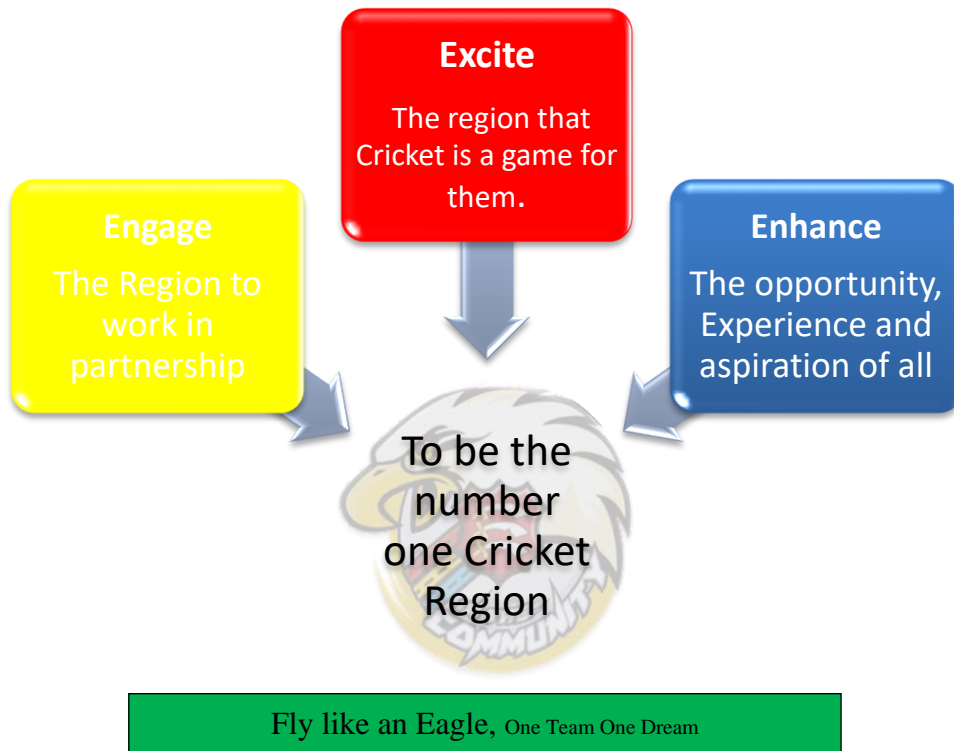 Excite
The region that
Cricket is a game for
them.
Engage
The Region to
work in
partnership
Enhance
The opportunity,
Experience and
aspiration of all
To be the
number
one Cricket
Region
COMMUNITY
Fly like an Eagle, One Team One Dream